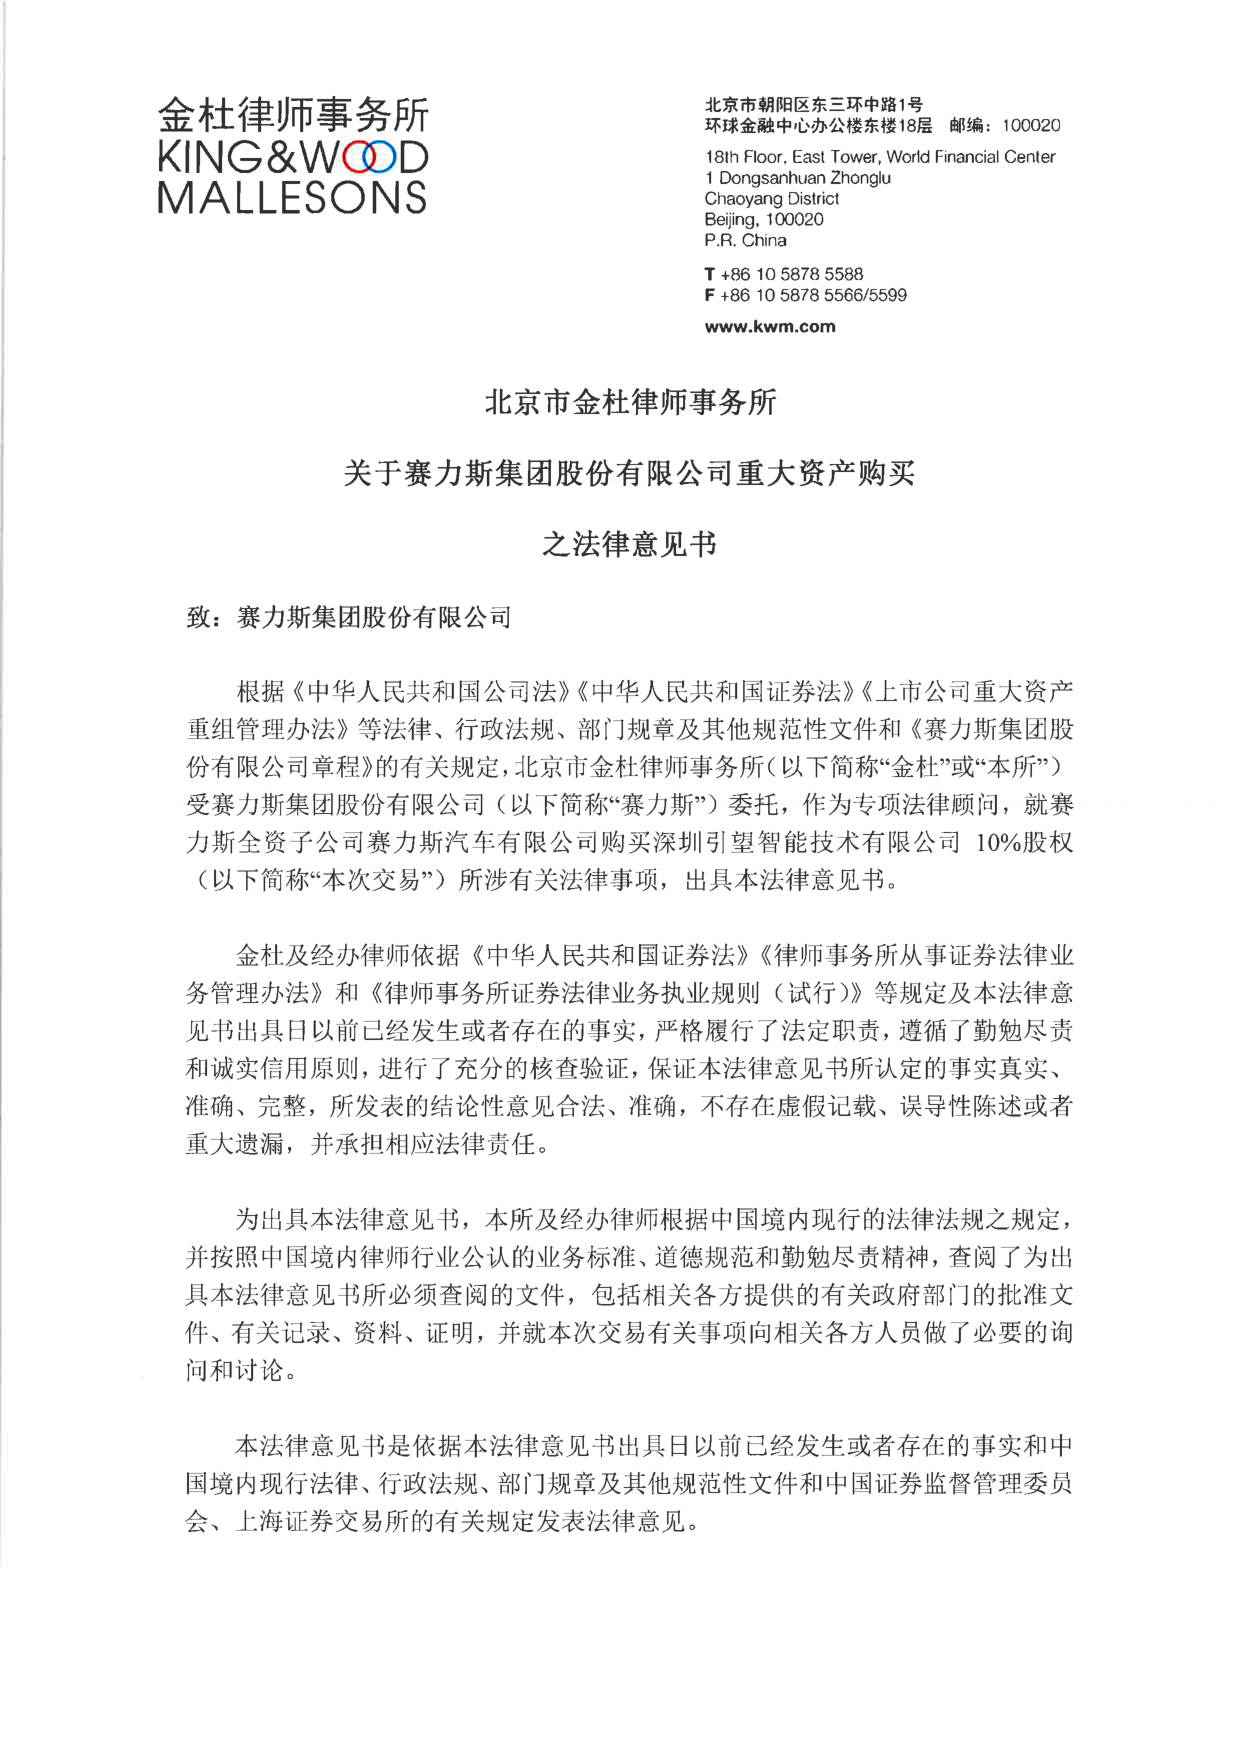 金杜律师事务所
KING&WOOD
MALLESONS
北京市朝阳区东三环中路1号
环球金融中心办公楼东楼18层 邮编：100020
18th Floor, East Tower, World Financial Center
1 Dongsanhuan Zhonglu
Chaoyang District
Beijing, 100020
P.R. China
T +86 10 5878 5588
F +86 10 5878 5566/5599
www.kwm.com
北京市金杜律师事务所
关于赛力斯集团股份有限公司重大资产购买
之法律意见书
致：赛力斯集团股份有限公司
根据《中华人民共和国公司法》《中华人民共和国证券法》《上市公司重大资产
重组管理办法》等法律、行政法规、部门规章及其他规范性文件和《赛力斯集团股
份有限公司章程》的有关规定，北京市金杜律师事务所（以下简称“金杜”或“本所”）
受赛力斯集团股份有限公司（以下简称“赛力斯”）委托，作为专项法律顾问，就赛
力斯全资子公司赛力斯汽车有限公司购买深圳引望智能技术有限公司 10%股权
（以下简称“本次交易”）所涉有关法律事项，出具本法律意见书。
金杜及经办律师依据《中华人民共和国证券法》《律师事务所从事证券法律业
务管理办法》和《律师事务所证券法律业务执业规则（试行）》等规定及本法律意
见书出具日以前已经发生或者存在的事实，严格履行了法定职责，遵循了勤勉尽责
和诚实信用原则，进行了充分的核查验证，保证本法律意见书所认定的事实真实、
准确、完整，所发表的结论性意见合法、准确，不存在虚假记载、误导性陈述或者
重大遗漏，并承担相应法律责任。
为出具本法律意见书，本所及经办律师根据中国境内现行的法律法规之规定，
并按照中国境内律师行业公认的业务标准、道德规范和勤勉尽责精神，查阅了为出
具本法律意见书所必须查阅的文件，包括相关各方提供的有关政府部门的批准文
件、有关记录、资料、证明，并就本次交易有关事项向相关各方人员做了必要的询
问和讨论。
本法律意见书是依据本法律意见书出具日以前已经发生或者存在的事实和中
国境内现行法律、行政法规、部门规章及其他规范性文件和中国证券监督管理委员
会、上海证券交易所的有关规定发表法律意见。